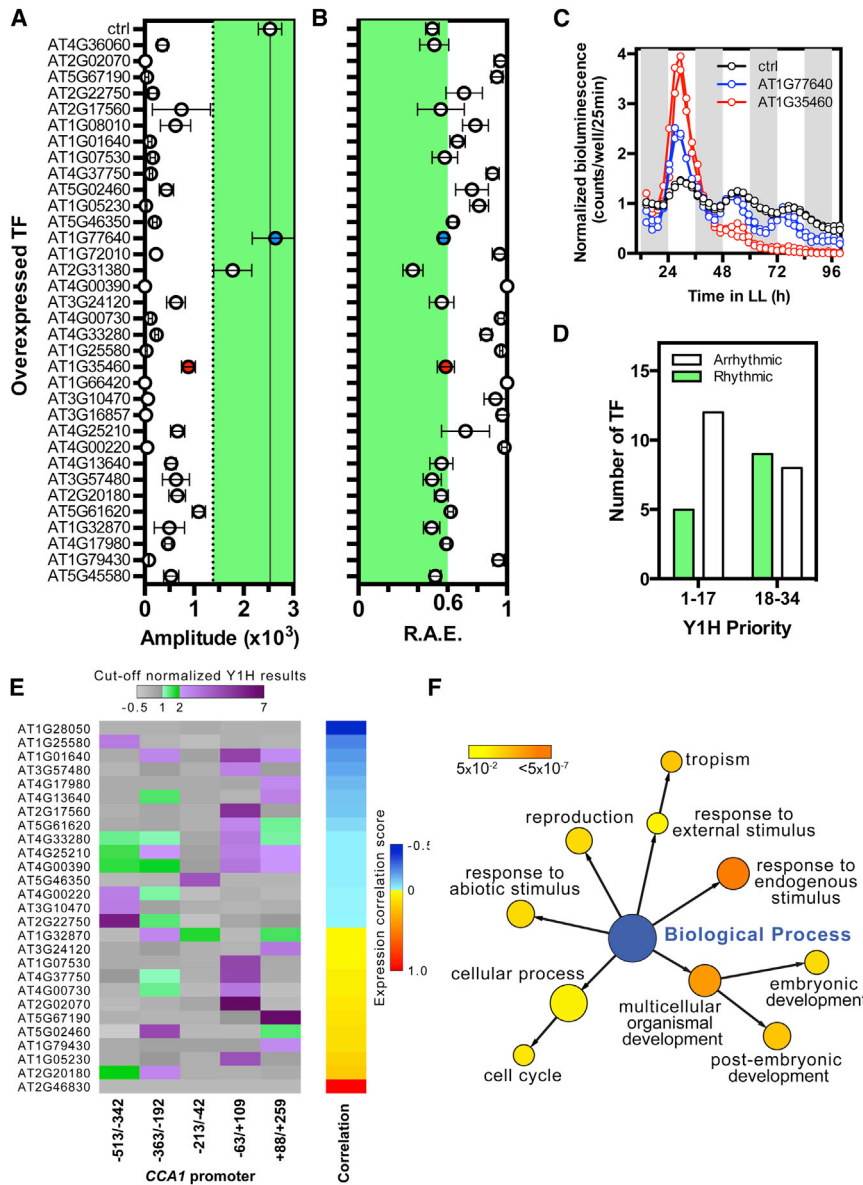 A
B
C
ctrl
AT4G36060
AT2G02070
AT5G67190
AT2G22750
AT2G17560
AT1G08010
AT1G01640
AT1G07530
AT4G37750
AT5G02460
AT1G05230
AT5G46350
AT1G77640
AT1G72010
AT2G31380
AT4G00390
AT3G24120
AT4G00730
AT4G33280
AT1G25580
AT1G35460
AT1G66420
AT3G10470
AT3G16857
AT4G25210
AT4G00220
AT4G13640
AT3G57480
AT2G20180
AT5G61620
AT1G32870
AT4G17980
AT1G79430
AT5G45580
Overexpressed TF
0 1 2 3
Amplitude (x10³)
0 0.6 1
R.A.E.
Normalized bioluminescence
(counts/well/25min)
4
3
2
1
0
ctrl
AT1G77640
AT1G35460
24 48 72 96
Time in LL (h)
D
Number of TF
15
10
5
0
Arrhythmic
Rhythmic
1-17 18-34
Y1H Priority
E
Cut-off normalized Y1H results
-0.5 1 2 7
AT1G28050
AT1G25580
AT1G01640
AT3G57480
AT4G17980
AT4G13640
AT2G17560
AT5G61620
AT4G33280
AT4G25210
AT4G00390
AT5G46350
AT4G00220
AT3G10470
AT2G22750
AT1G32870
AT3G24120
AT1G07530
AT4G37750
AT4G00730
AT2G02070
AT5G67190
AT5G02460
AT1G79430
AT1G05230
AT2G20180
AT2G46830
-513/-342
-363/-192
-213/-42
-63/+109
+88/+259
CCA1 promoter
Correlation
Expression correlation score
-0.5
0
1.0
F
5x10⁻² <5x10⁻⁷
tropism
reproduction
response to
external stimulus
response to
abiotic stimulus
response to
endogenous
stimulus
Biological Process
cellular process
multicellular
organismal
development
embryonic
development
cell cycle
post-embryonic
development